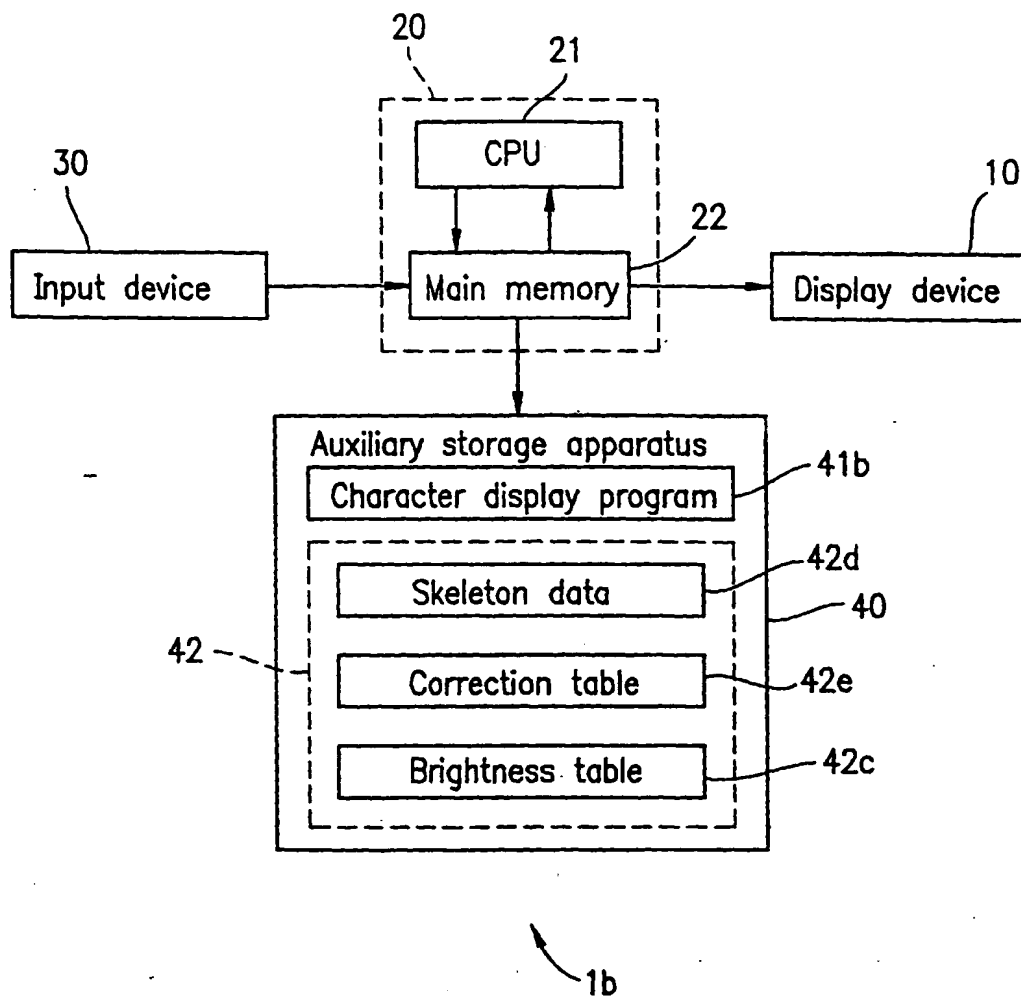 20
21
CPU
30
10
22
Input device
Main memory
Display device
Auxiliary storage apparatus
41b
Character display program
42d
Skeleton data
40
42
Correction table
42e
Brightness table
42c
1b